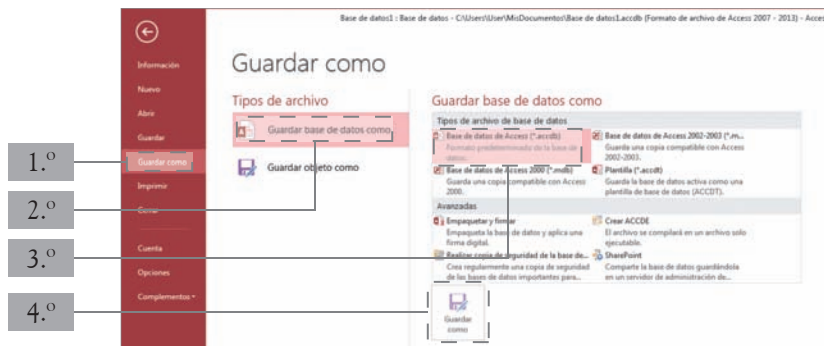 Base de datos1 : Base de datos - C:\Users\User\MisDocumentos\Base de datos1.accdb (Formato de archivo de Access 2007 - 2013) - Acces
Información
Nuevo
Abrir
Guardar
Guardar como
Imprimir
Cerrar
Cuenta
Opciones
Complementos
1.º
2.º
3.º
4.º
Guardar como
Tipos de archivo
Guardar base de datos como
Guardar objeto como
Guardar base de datos como
Tipos de archivo de base de datos
Base de datos de Access (*.accdb)
Formato predeterminado de la base de
datos.
Base de datos de Access 2002-2003 (*.m...
Guarda una copia compatible con Access
2002-2003.
Base de datos de Access 2000 (*.mdb)
Guarda una copia compatible con Access
2000.
Plantilla (*.accdt)
Guarda la base de datos activa como una
plantilla de base de datos (ACCDT).
Avanzadas
Empaquetar y firmar
Empaqueta la base de datos y aplica una
firma digital.
Crear ACCDE
El archivo se compilará en un archivo solo
ejecutable.
Realizar copia de seguridad de la base de...
Crea regularmente una copia de seguridad
de las bases de datos importantes para...
SharePoint
Comparte la base de datos guardándola
en un servidor de administración de...
Guardar
como